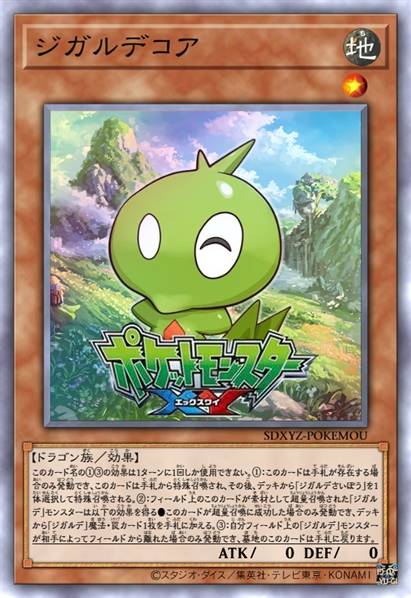 ジガルデコア
地
ポケットモンスター
エックスワイ
XY
SDXYZ-POKEMOU
【ドラゴン族／効果】
このカード名の①③の効果は1ターンに1回しか使用できない。①:このカードは手札が存在する場
合のみ発動でき、このカードは手札から特殊召喚され、その後、デッキから「ジガルデさいぼう」を1
体選択して特殊召喚される。②:フィールド上のこのカードが素材として超量召喚された「ジガル
デ」モンスターは以下の効果を得る●このカードが超量召喚に成功した場合のみ発動でき、デッキ
から「ジガルデ」魔法・罠カード1枚を手札に加える。③:自分フィールド上の「ジガルデ」モンスター
が相手によってフィールドから離れた場合のみ発動でき、墓地のこのカードは手札に戻ります。
ATK/ 0 DEF/ 0
©スタジオ・ダイス／集英社・テレビ東京・KONAMI